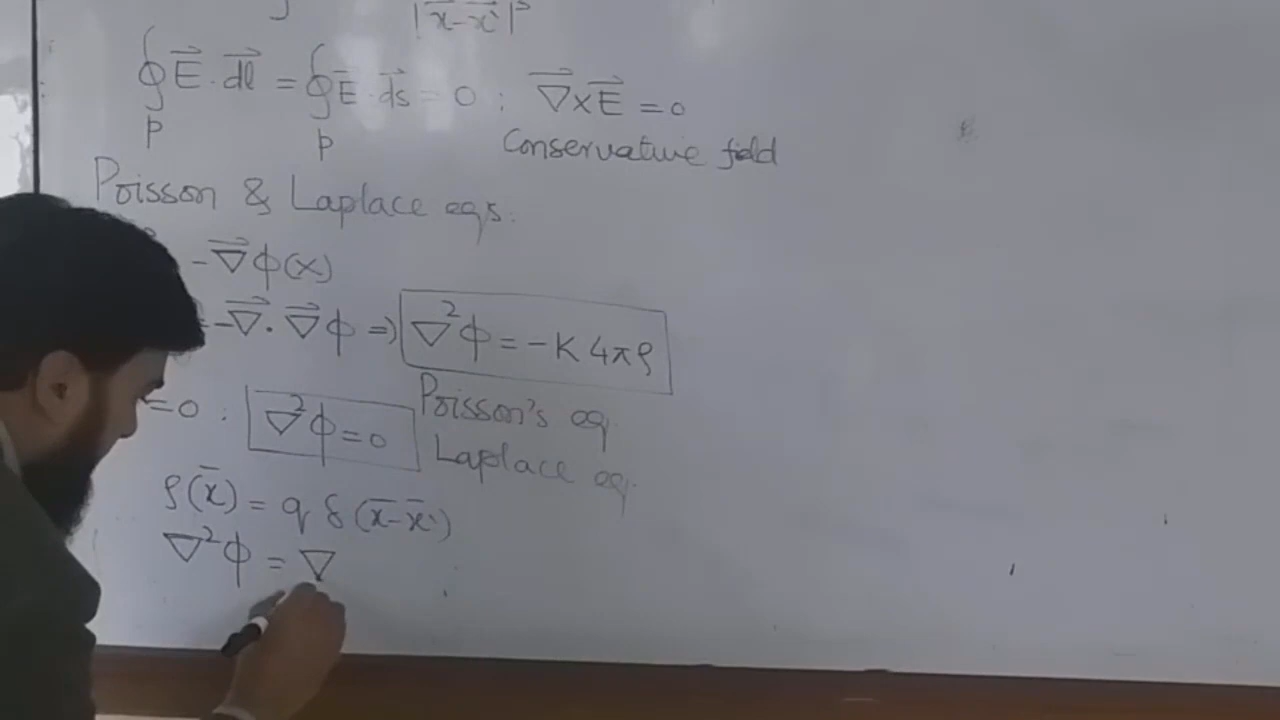 |x⃗-x⃗'|³
∮ₚ E⃗ · dl⃗ = ∮ₚ E⃗ · ds⃗ = 0 ; ∇⃗ × E⃗ = 0
Conservative field
Poisson & Laplace eqs.
-∇⃗ϕ(x)
= -∇⃗ · ∇⃗ϕ ⇒ ∇²ϕ = -K 4πρ
Poisson's eq
=0 : ∇²ϕ = 0 Laplace eq.
ρ(x̄) = q δ(x̄-x̄')
∇²ϕ = ∇